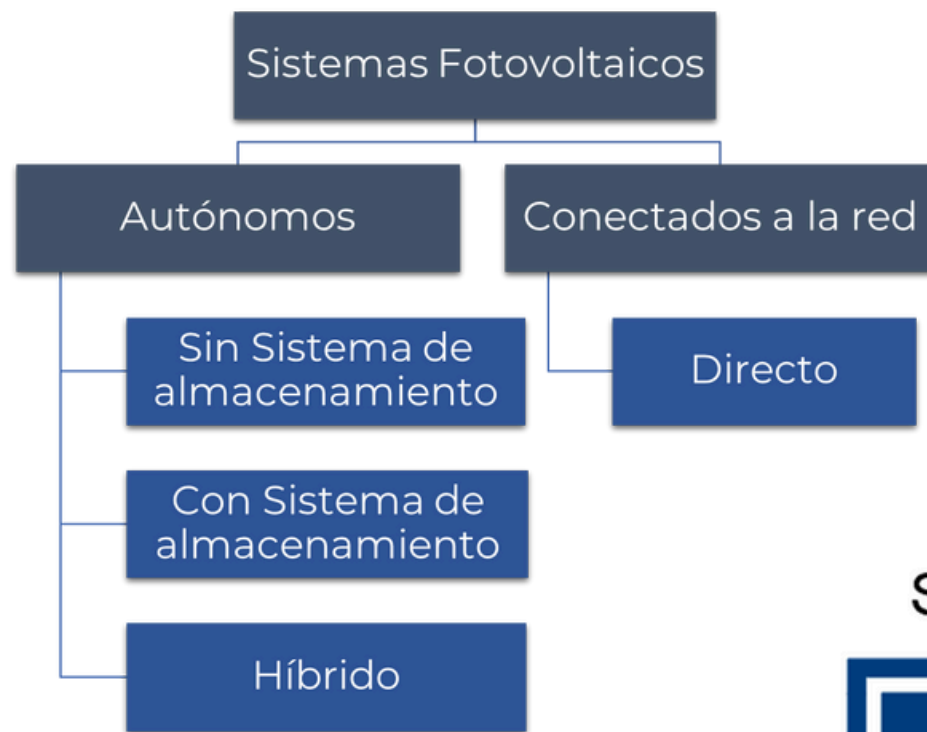 Sistemas Fotovoltaicos
Autónomos
Conectados a la red
Sin Sistema de
almacenamiento
Directo
Con Sistema de
almacenamiento
Híbrido
S